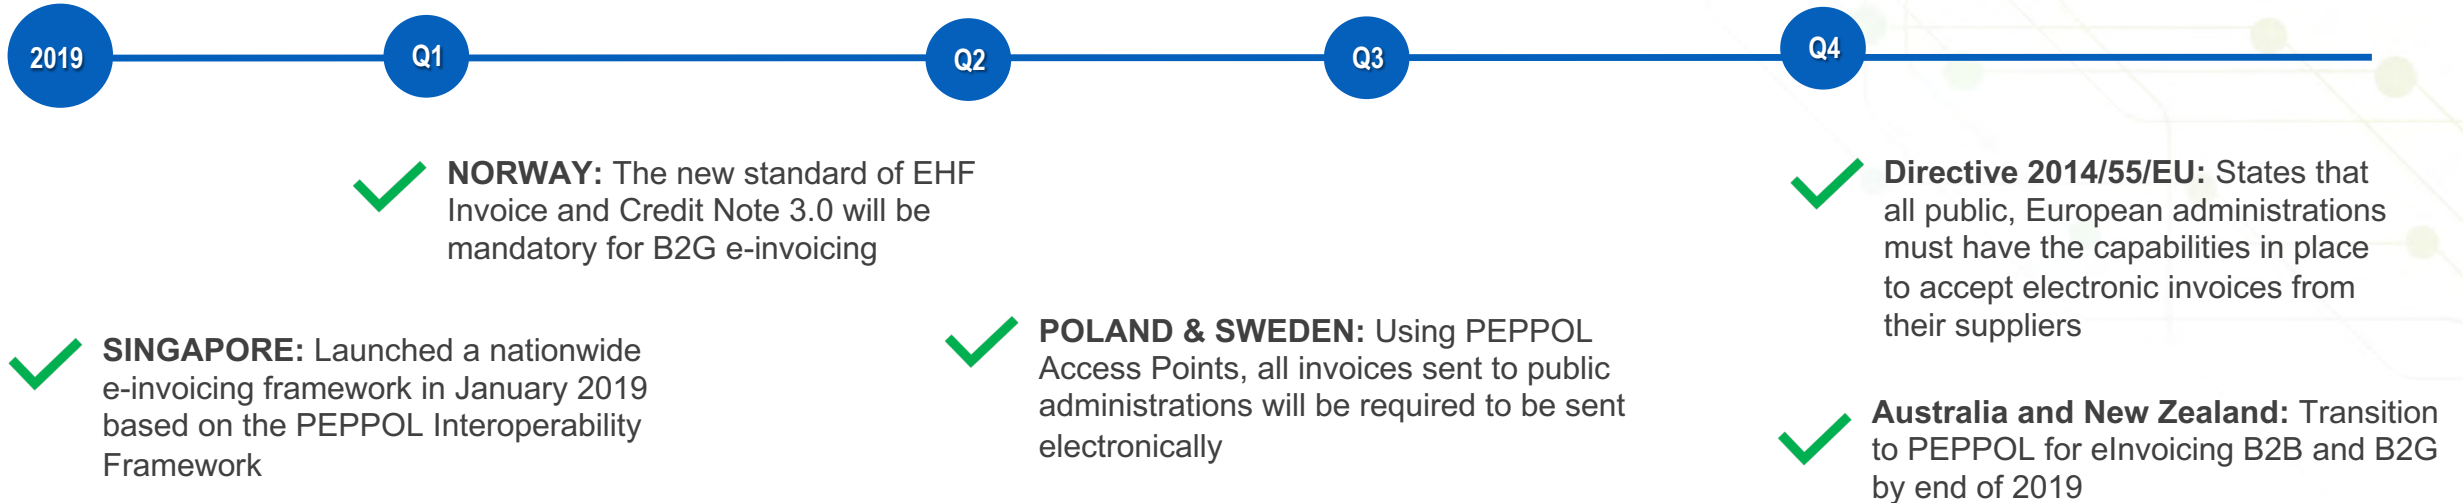 2019
Q1
Q2
Q3
Q4
NORWAY: The new standard of EHF
Invoice and Credit Note 3.0 will be
mandatory for B2G e-invoicing
SINGAPORE: Launched a nationwide
e-invoicing framework in January 2019
based on the PEPPOL Interoperability
Framework
POLAND & SWEDEN: Using PEPPOL
Access Points, all invoices sent to public
administrations will be required to be sent
electronically
Directive 2014/55/EU: States that
all public, European administrations
must have the capabilities in place
to accept electronic invoices from
their suppliers
Australia and New Zealand: Transition
to PEPPOL for eInvoicing B2B and B2G
by end of 2019